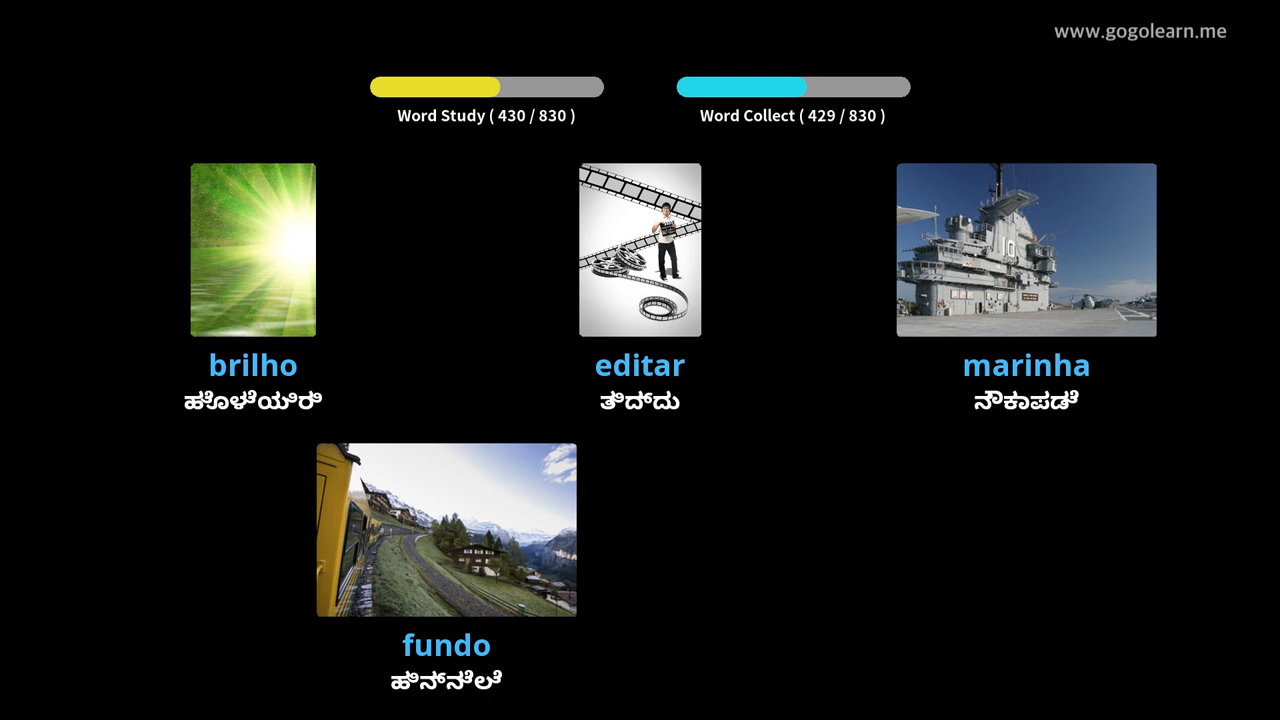 www.gogolearn.me
Word Study ( 430 / 830 )
Word Collect ( 429 / 830 )
brilho
ಹೊಳೆಯಿರಿ
editar
ತಿದ್ದು
marinha
ನೌಕಾಪಡೆ
fundo
ಹಿನ್ನೆಲೆ